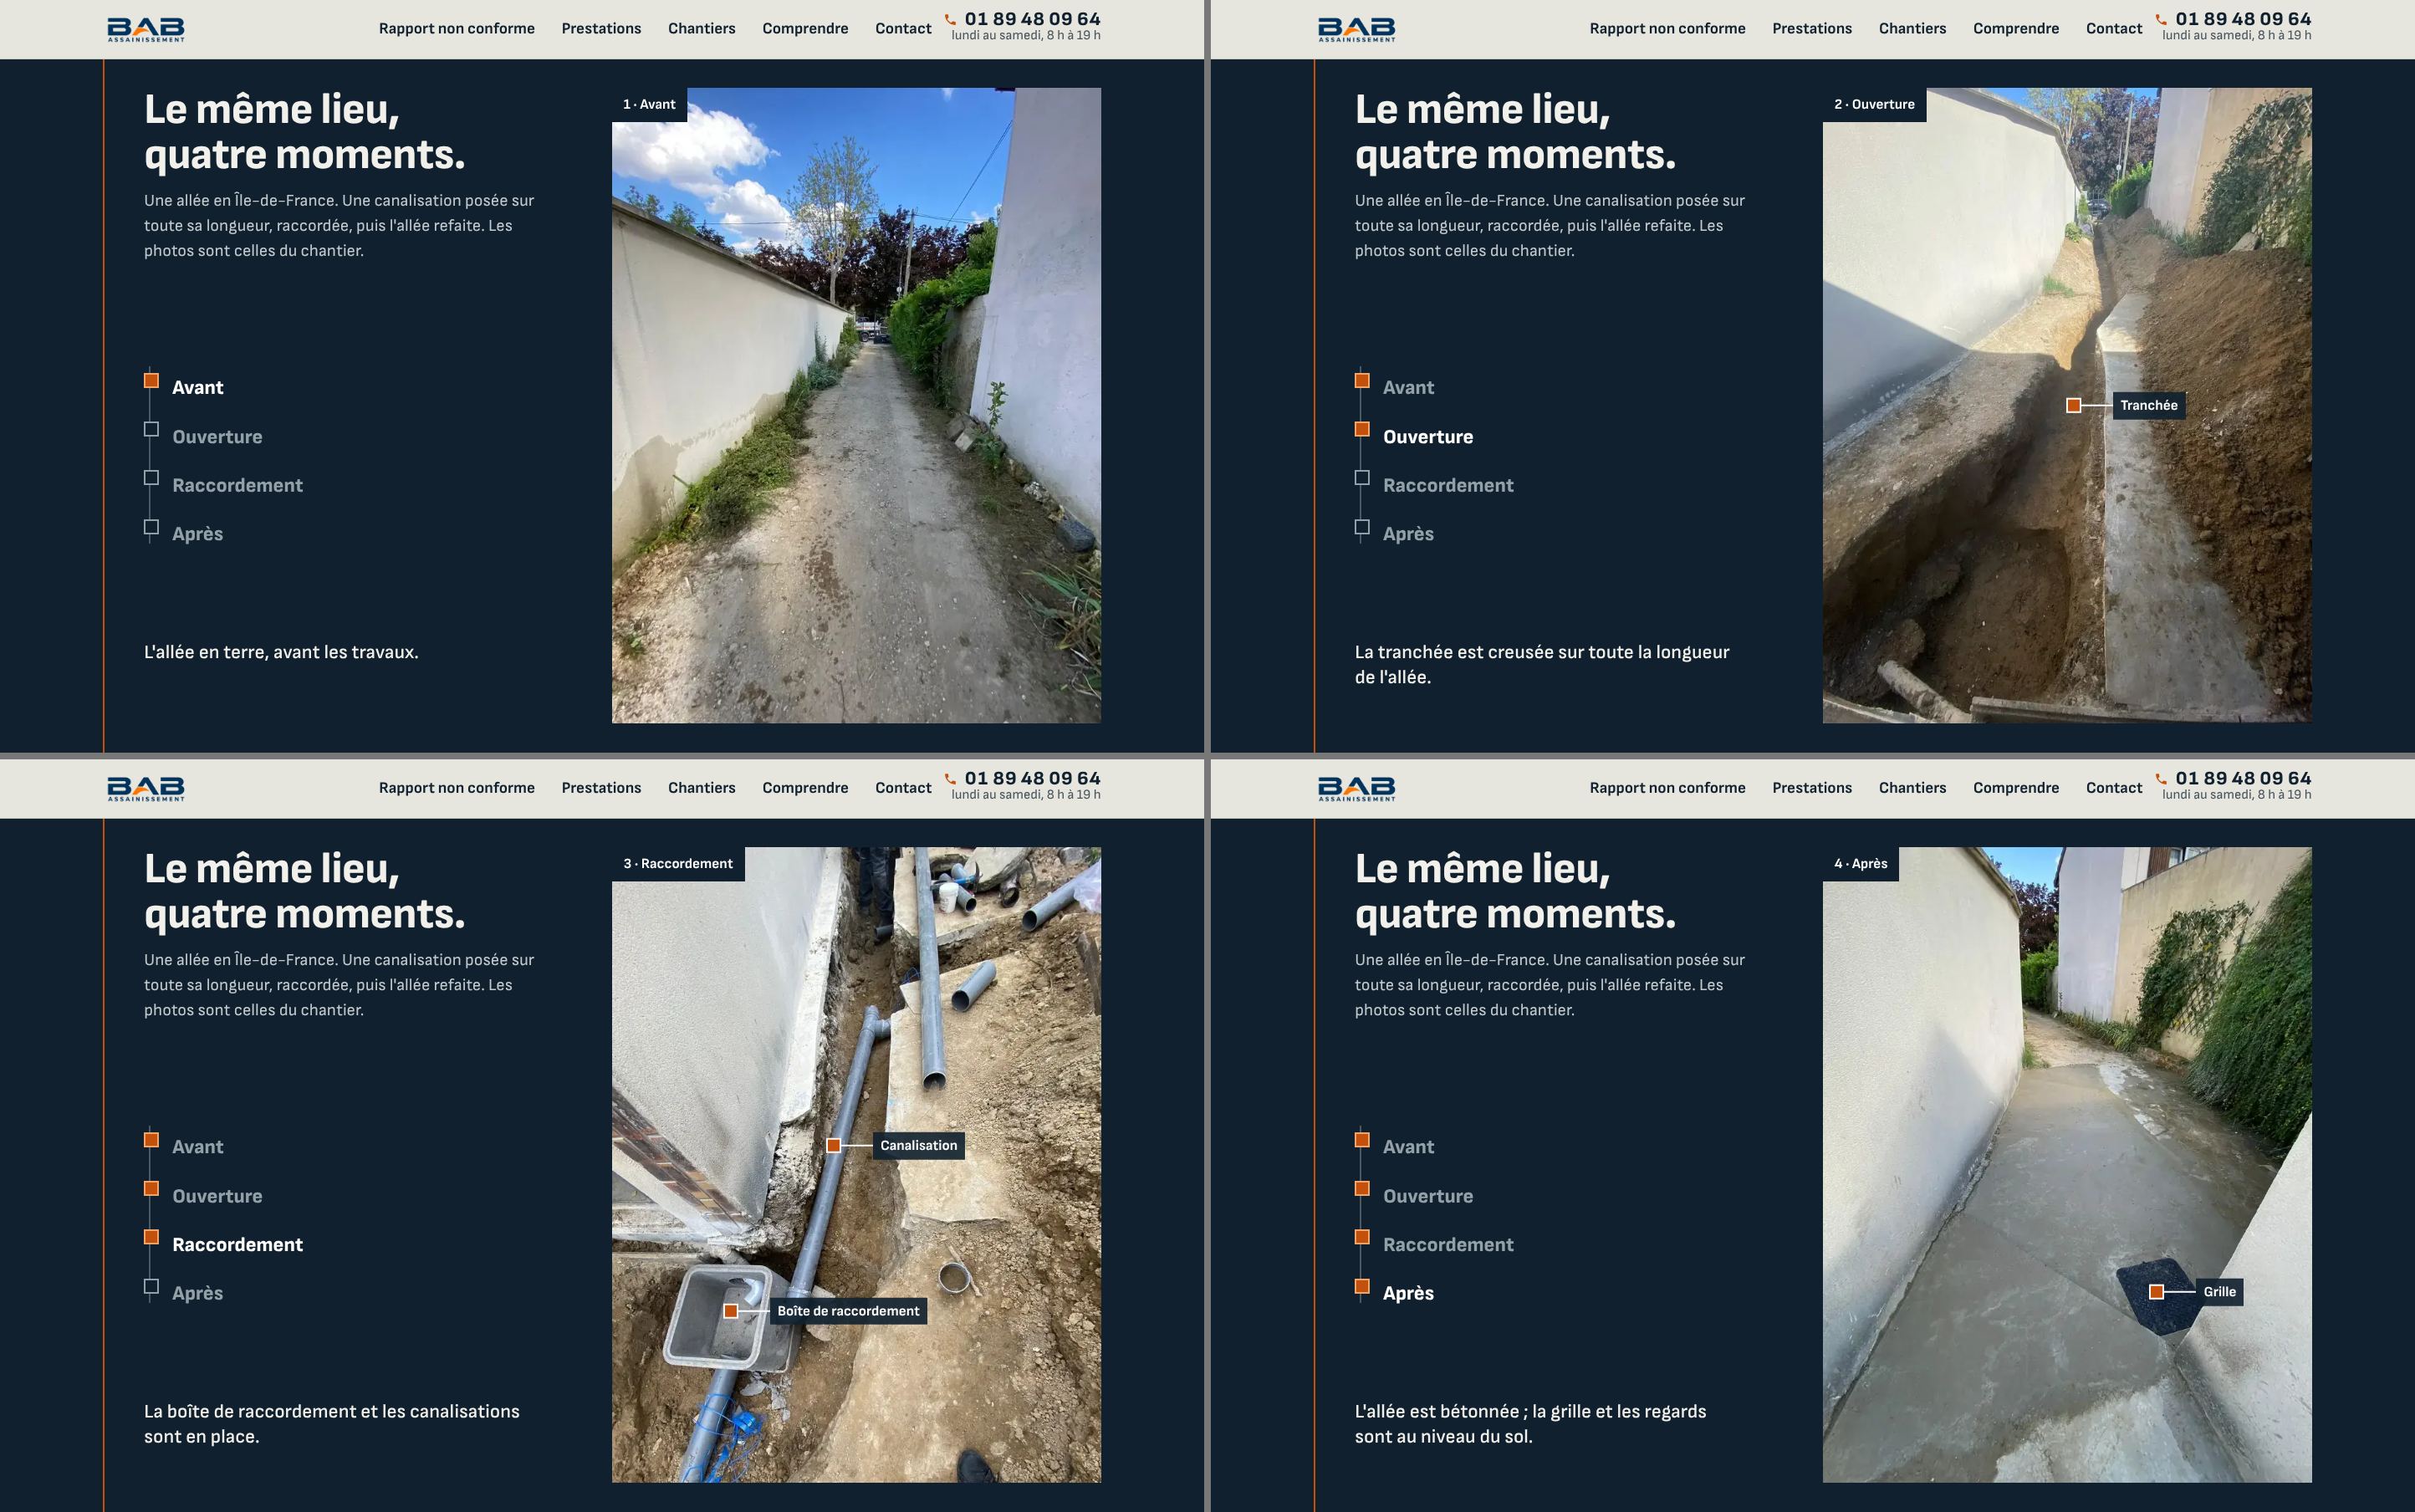 BAB
ASSAINISSEMENT
Rapport non conforme
Prestations
Chantiers
Comprendre
Contact
01 89 48 09 64
lundi au samedi, 8 h à 19 h
Le même lieu,
quatre moments.
Une allée en Île-de-France. Une canalisation posée sur
toute sa longueur, raccordée, puis l'allée refaite. Les
photos sont celles du chantier.
Avant
Ouverture
Raccordement
Après
L'allée en terre, avant les travaux.
1 · Avant
BAB
ASSAINISSEMENT
Rapport non conforme
Prestations
Chantiers
Comprendre
Contact
01 89 48 09 64
lundi au samedi, 8 h à 19 h
Le même lieu,
quatre moments.
Une allée en Île-de-France. Une canalisation posée sur
toute sa longueur, raccordée, puis l'allée refaite. Les
photos sont celles du chantier.
Avant
Ouverture
Raccordement
Après
La tranchée est creusée sur toute la longueur
de l'allée.
2 · Ouverture
Tranchée
BAB
ASSAINISSEMENT
Rapport non conforme
Prestations
Chantiers
Comprendre
Contact
01 89 48 09 64
lundi au samedi, 8 h à 19 h
Le même lieu,
quatre moments.
Une allée en Île-de-France. Une canalisation posée sur
toute sa longueur, raccordée, puis l'allée refaite. Les
photos sont celles du chantier.
Avant
Ouverture
Raccordement
Après
La boîte de raccordement et les canalisations
sont en place.
3 · Raccordement
Canalisation
Boîte de raccordement
BAB
ASSAINISSEMENT
Rapport non conforme
Prestations
Chantiers
Comprendre
Contact
01 89 48 09 64
lundi au samedi, 8 h à 19 h
Le même lieu,
quatre moments.
Une allée en Île-de-France. Une canalisation posée sur
toute sa longueur, raccordée, puis l'allée refaite. Les
photos sont celles du chantier.
Avant
Ouverture
Raccordement
Après
L'allée est bétonnée ; la grille et les regards
sont au niveau du sol.
4 · Après
Grille